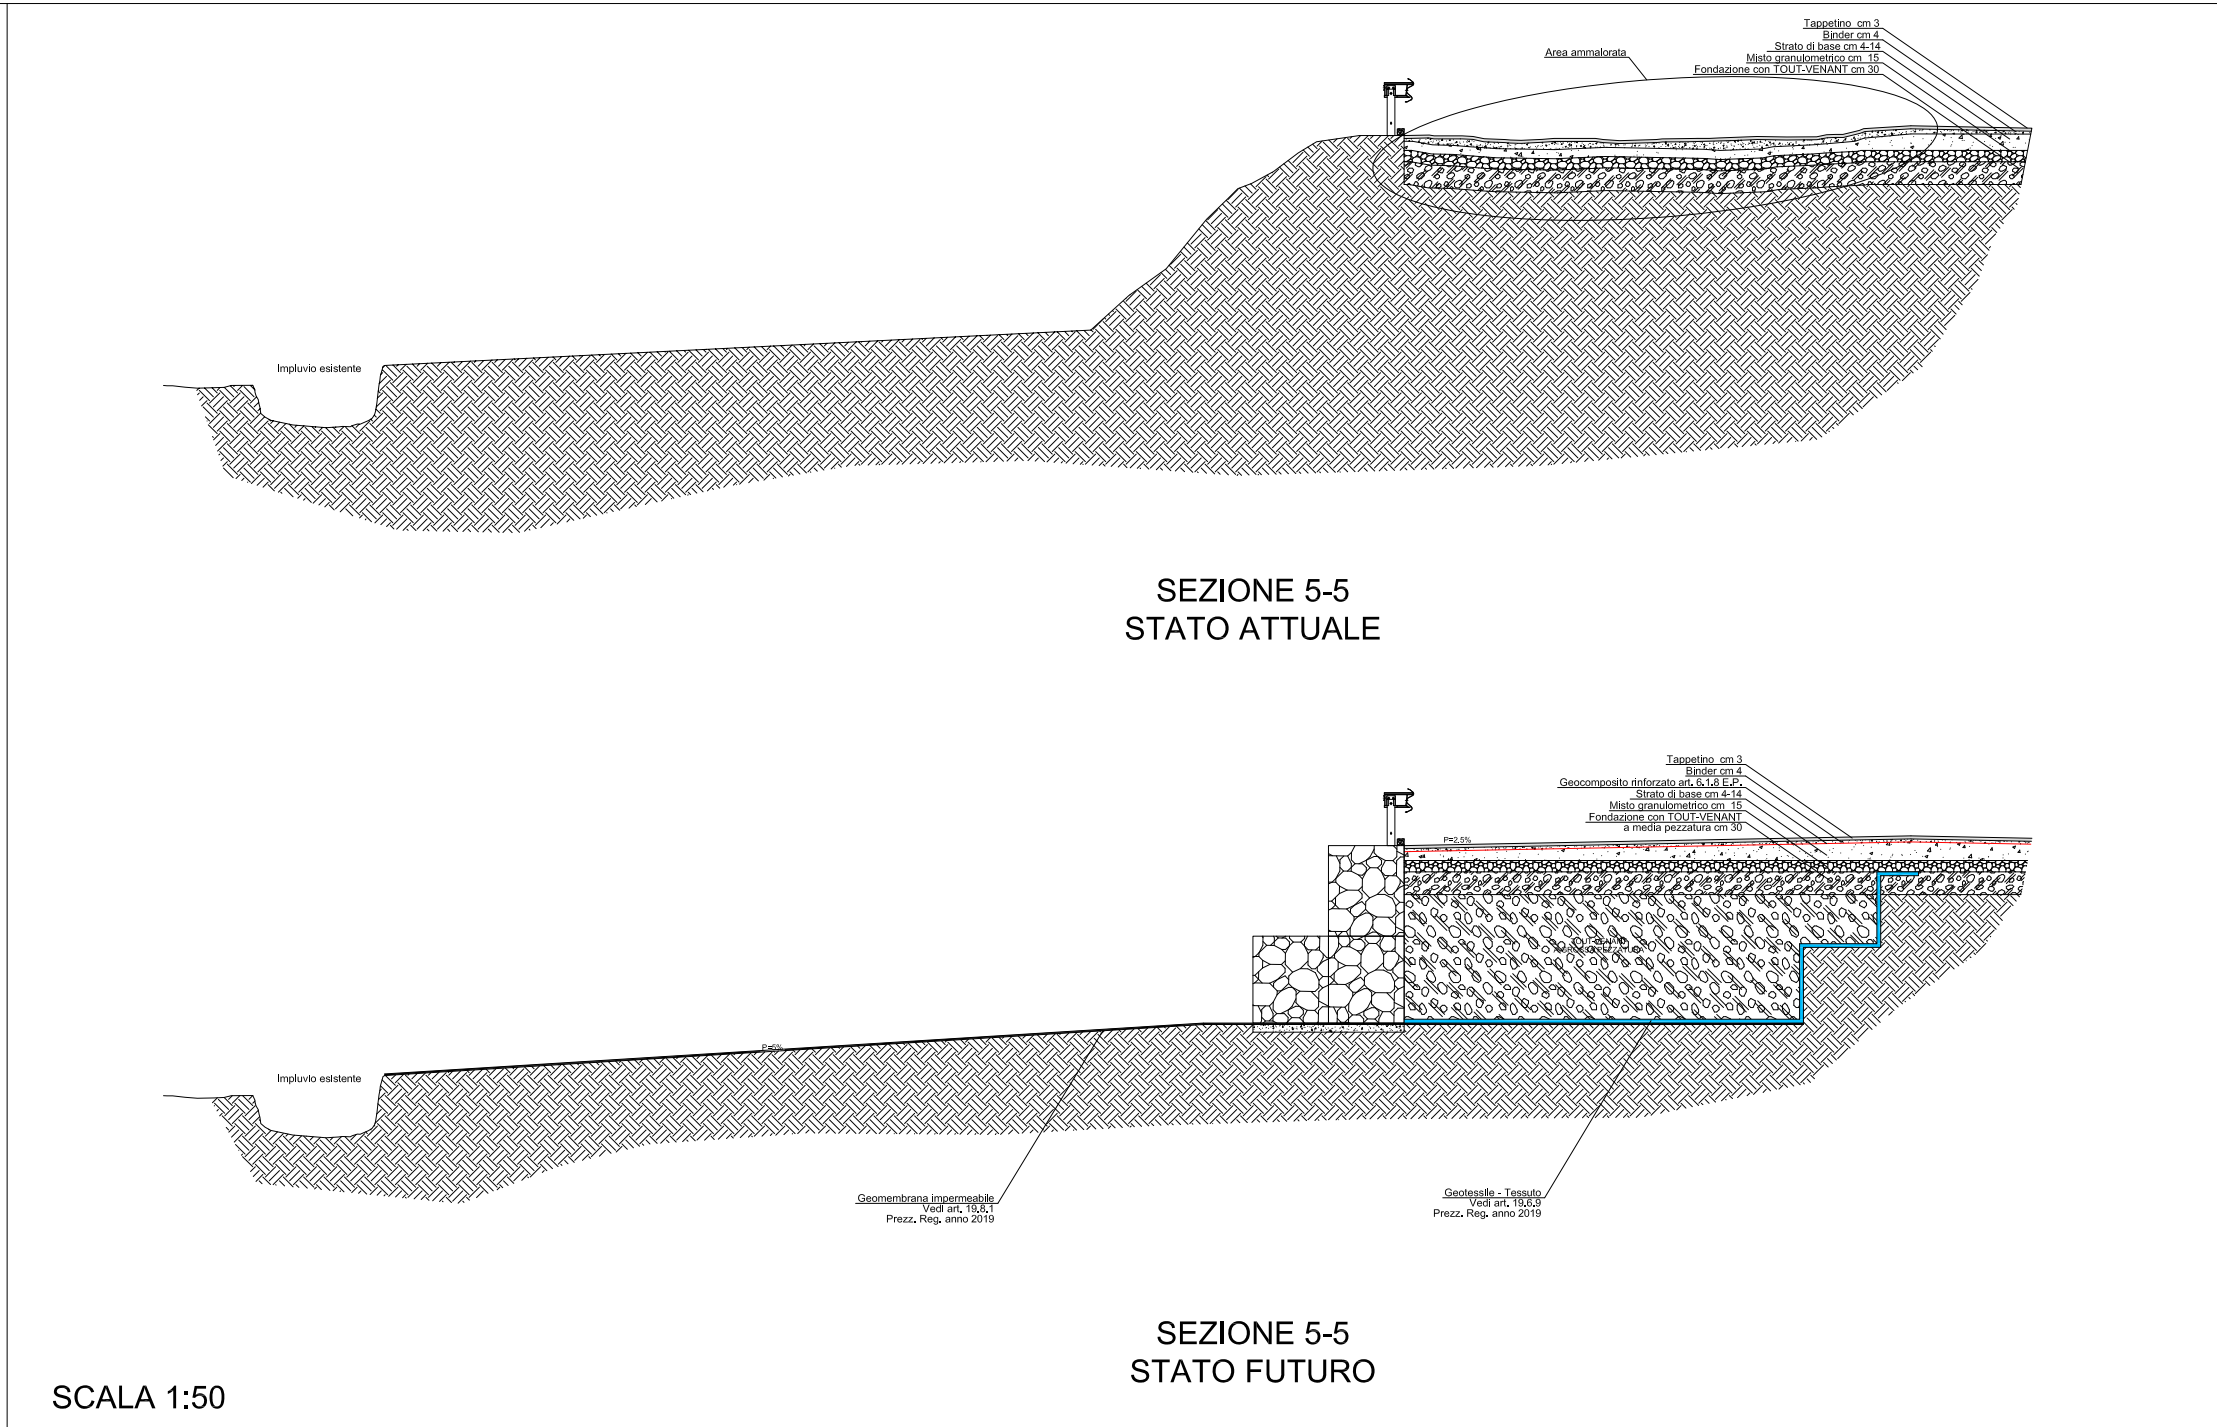 Tappetino cm 3
Binder cm 4
Strato di base cm 4-14
Misto granulometrico cm 15
Fondazione con TOUT-VENANT cm 30
Area ammalorata
Impluvio esistente
SEZIONE 5-5
STATO ATTUALE
Tappetino cm 3
Binder cm 4
Geocomposito rinforzato art. 6.1.8 E.P.
Strato di base cm 4-14
Misto granulometrico cm 15
Fondazione con TOUT-VENANT
a media pezzatura cm 30
P=2,5%
TOUT-VENANT
A GROSSA PEZZATURA
P=5%
Impluvio esistente
Geomembrana impermeabile
Vedi art. 19.8.1
Prezz. Reg. anno 2019
Geotessile - Tessuto
Vedi art. 19.6.9
Prezz. Reg. anno 2019
SEZIONE 5-5
STATO FUTURO
SCALA 1:50